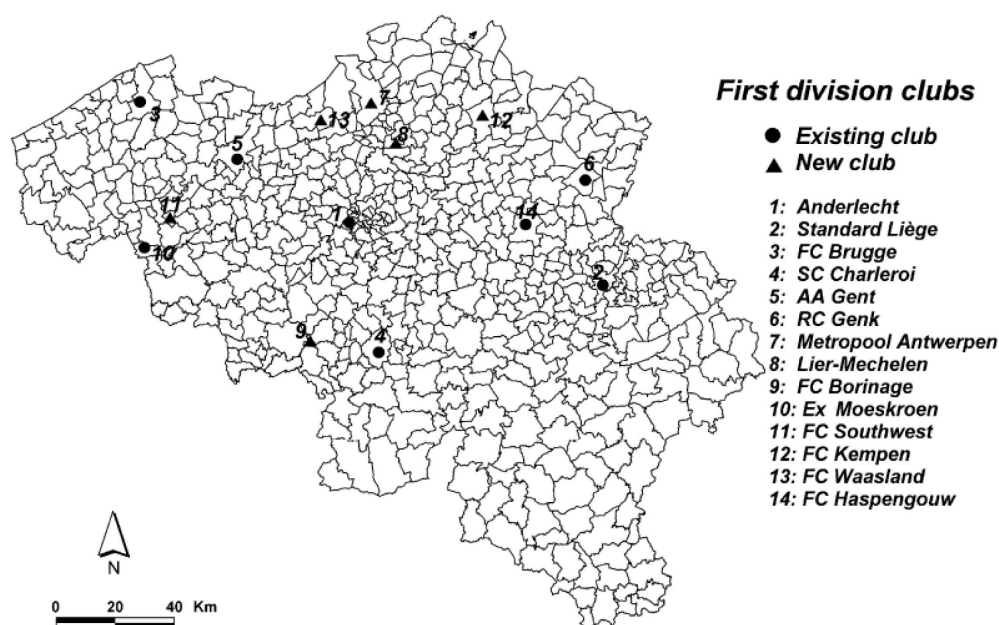 First division clubs
Existing club
New club
1: Anderlecht
2: Standard Liège
3: FC Brugge
4: SC Charleroi
5: AA Gent
6: RC Genk
7: Metropool Antwerpen
8: Lier-Mechelen
9: FC Borinage
10: Ex Moeskroen
11: FC Southwest
12: FC Kempen
13: FC Waasland
14: FC Haspengouw
3
7
13
12
8
5
6
11
1
14
10
2
9
4
N
0 20 40 Km